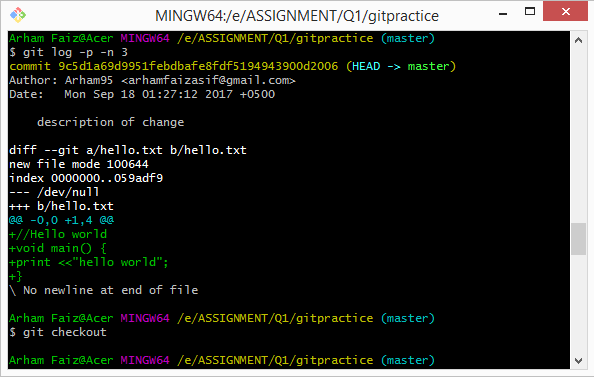 MINGW64:/e/ASSIGNMENT/Q1/gitpractice
Arham Faiz@Acer MINGW64 /e/ASSIGNMENT/Q1/gitpractice (master)
$ git log -p -n 3
commit 9c5d1a69d9951febdbafe8fdf5194943900d2006 (HEAD -> master)
Author: Arham95 <arhamfaizasif@gmail.com>
Date:   Mon Sep 18 01:27:12 2017 +0500
    description of change
diff --git a/hello.txt b/hello.txt
new file mode 100644
index 0000000..059adf9
--- /dev/null
+++ b/hello.txt
@@ -0,0 +1,4 @@
+//Hello world
+void main() {
+print <<"hello world";
+}
\ No newline at end of file
Arham Faiz@Acer MINGW64 /e/ASSIGNMENT/Q1/gitpractice (master)
$ git checkout
Arham Faiz@Acer MINGW64 /e/ASSIGNMENT/Q1/gitpractice (master)